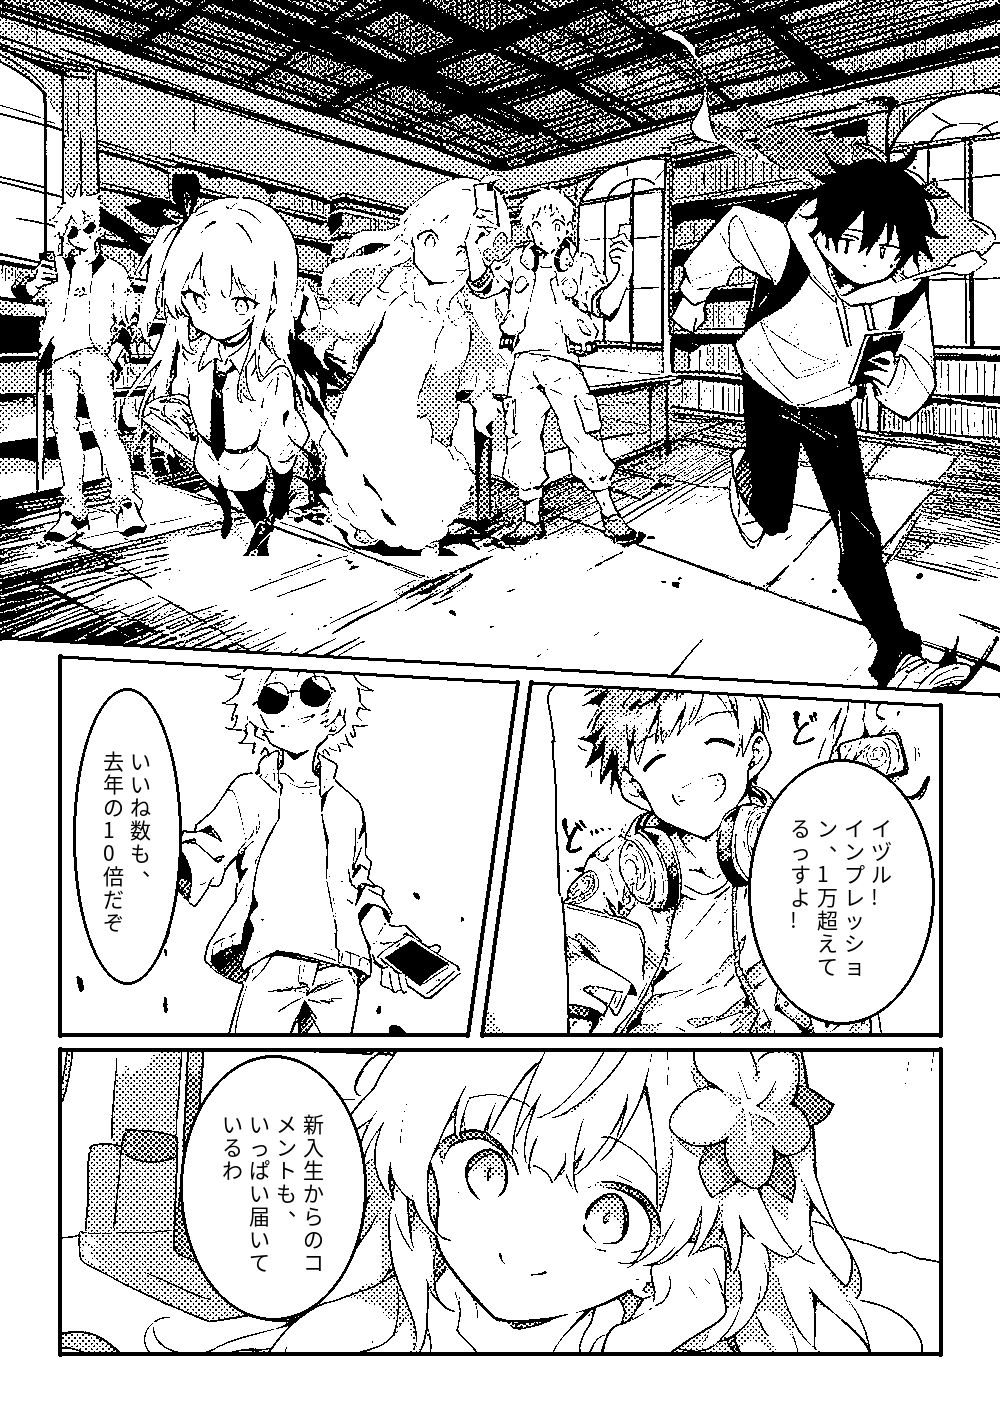 イヅル！
インプレッショ
ン、1万超えて
るっすよ！
ど
ど…
いいね数も、
去年の10倍だぞ
新入生からのコ
メントも、
いっぱい届いて
いるわ